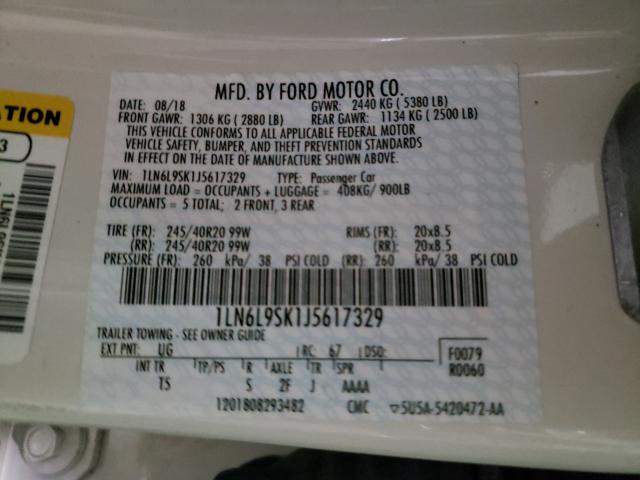 ATION
3
1LN6L9S
MFD. BY FORD MOTOR CO.
DATE: 08/18 GVWR: 2440 KG ( 5380 LB)
FRONT GAWR: 1306 KG ( 2880 LB) REAR GAWR: 1134 KG ( 2500 LB)
THIS VEHICLE CONFORMS TO ALL APPLICABLE FEDERAL MOTOR
VEHICLE SAFETY, BUMPER, AND THEFT PREVENTION STANDARDS
IN EFFECT ON THE DATE OF MANUFACTURE SHOWN ABOVE.
VIN: 1LN6L9SK1J5617329 TYPE: Passenger Car
MAXIMUM LOAD = OCCUPANTS + LUGGAGE = 408KG/ 900LB
OCCUPANTS = 5 TOTAL; 2 FRONT, 3 REAR
TIRE (FR): 245/40R20 99W RIMS (FR): 20x8.5
(RR): 245/40R20 99W (RR): 20x8.5
PRESSURE (FR): 260 kPa/ 38 PSI COLD (RR): 260 kPa/ 38 PSI COLD
1LN6L9SK1J5617329
TRAILER TOWING - SEE OWNER GUIDE
EXT PNT: UG RC: 67 DSO: F0079
INT TR TP/PS R AXLE TR SPR R0060
T5 S 2F J AAAA
1201808293482 CMC ▽5U5A-5420472-AA